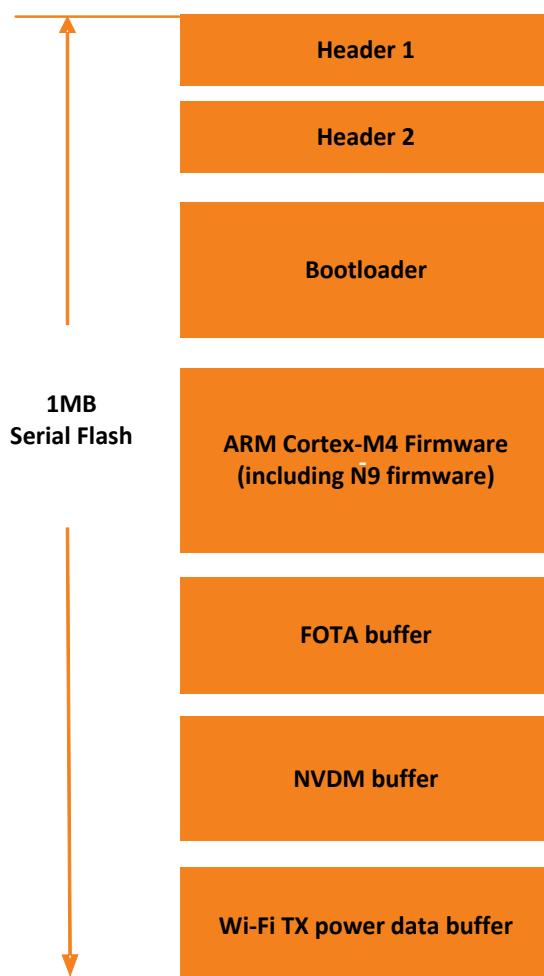 Header 1
Header 2
Bootloader
1MB
Serial Flash
ARM Cortex-M4 Firmware
(including N9 firmware)
FOTA buffer
NVDM buffer
Wi-Fi TX power data buffer